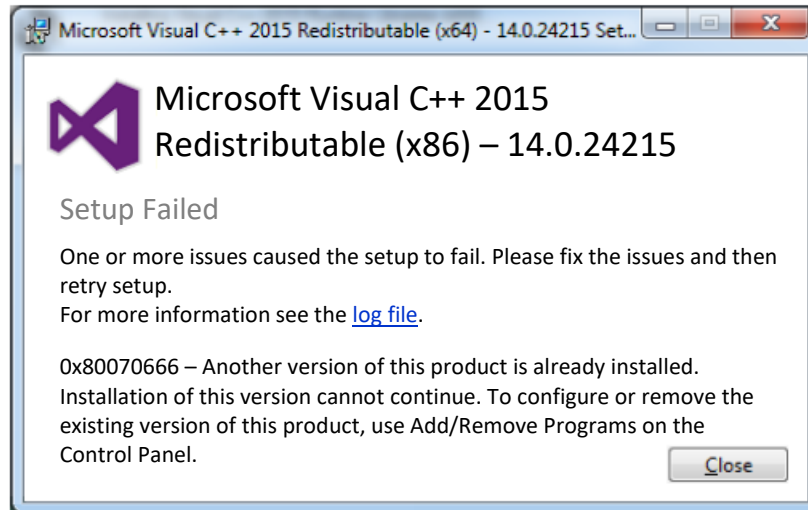 Microsoft Visual C++ 2015 Redistributable (x64) - 14.0.24215 Set...
Microsoft Visual C++ 2015
Redistributable (x86) – 14.0.24215
Setup Failed
One or more issues caused the setup to fail. Please fix the issues and then
retry setup.
For more information see the log file.
0x80070666 – Another version of this product is already installed.
Installation of this version cannot continue. To configure or remove the
existing version of this product, use Add/Remove Programs on the
Control Panel.
Close